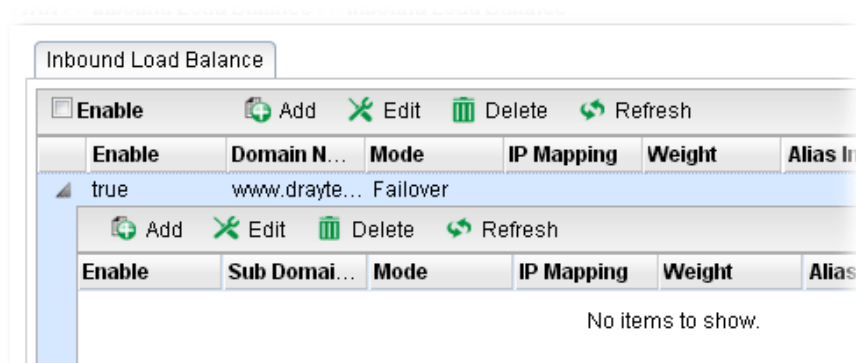 Inbound Load Balance
Enable Add Edit Delete Refresh
Enable Domain N... Mode IP Mapping Weight Alias
true www.drayte... Failover
Add Edit Delete Refresh
Enable Sub Domai... Mode IP Mapping Weight Alias
No items to show.